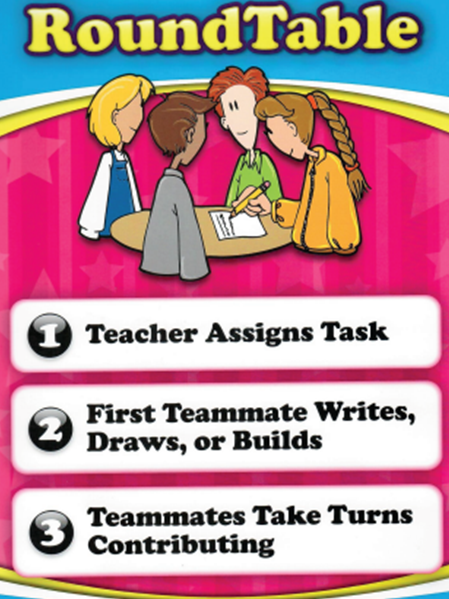 RoundTable
1 Teacher Assigns Task
2 First Teammate Writes,
Draws, or Builds
3 Teammates Take Turns
Contributing